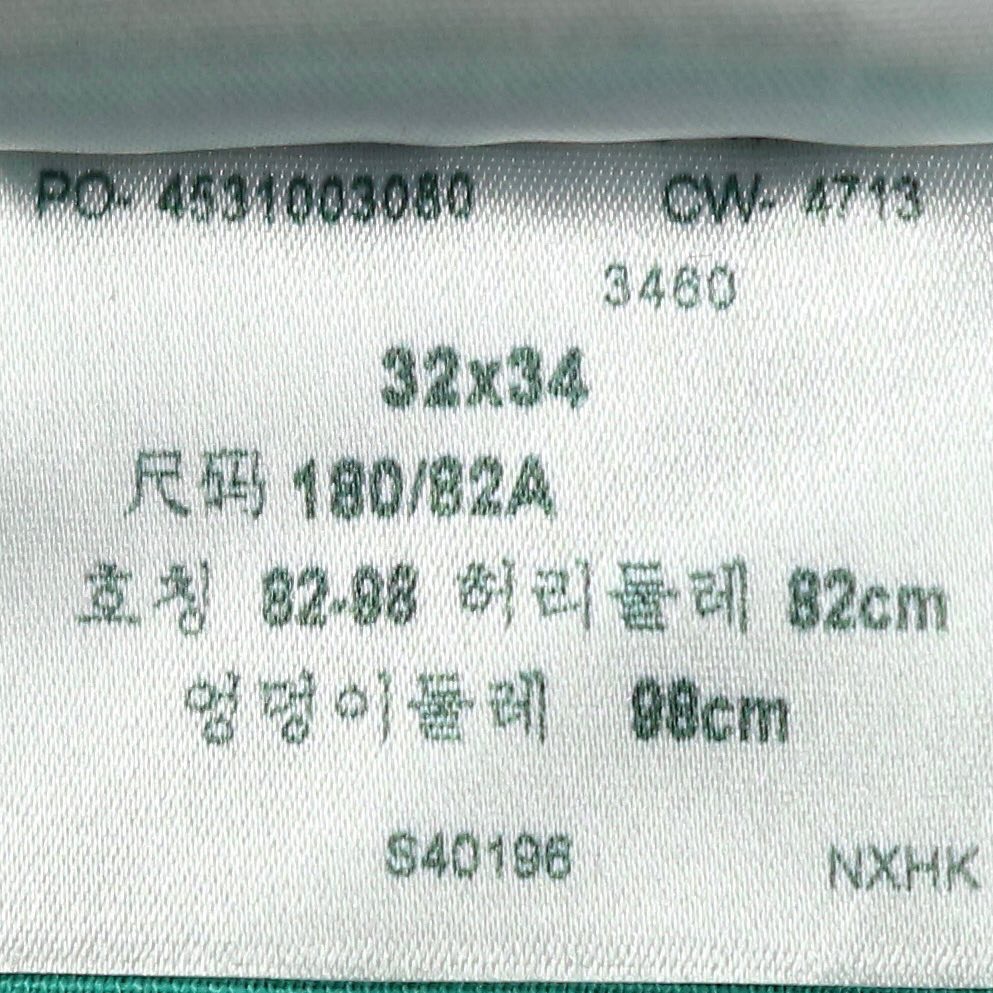 PO- 4531003080 CW- 4713
3460
32x34
尺码 180/82A
호칭 82-98 허리둘레 82cm
엉덩이둘레 98cm
S40196
NXHK